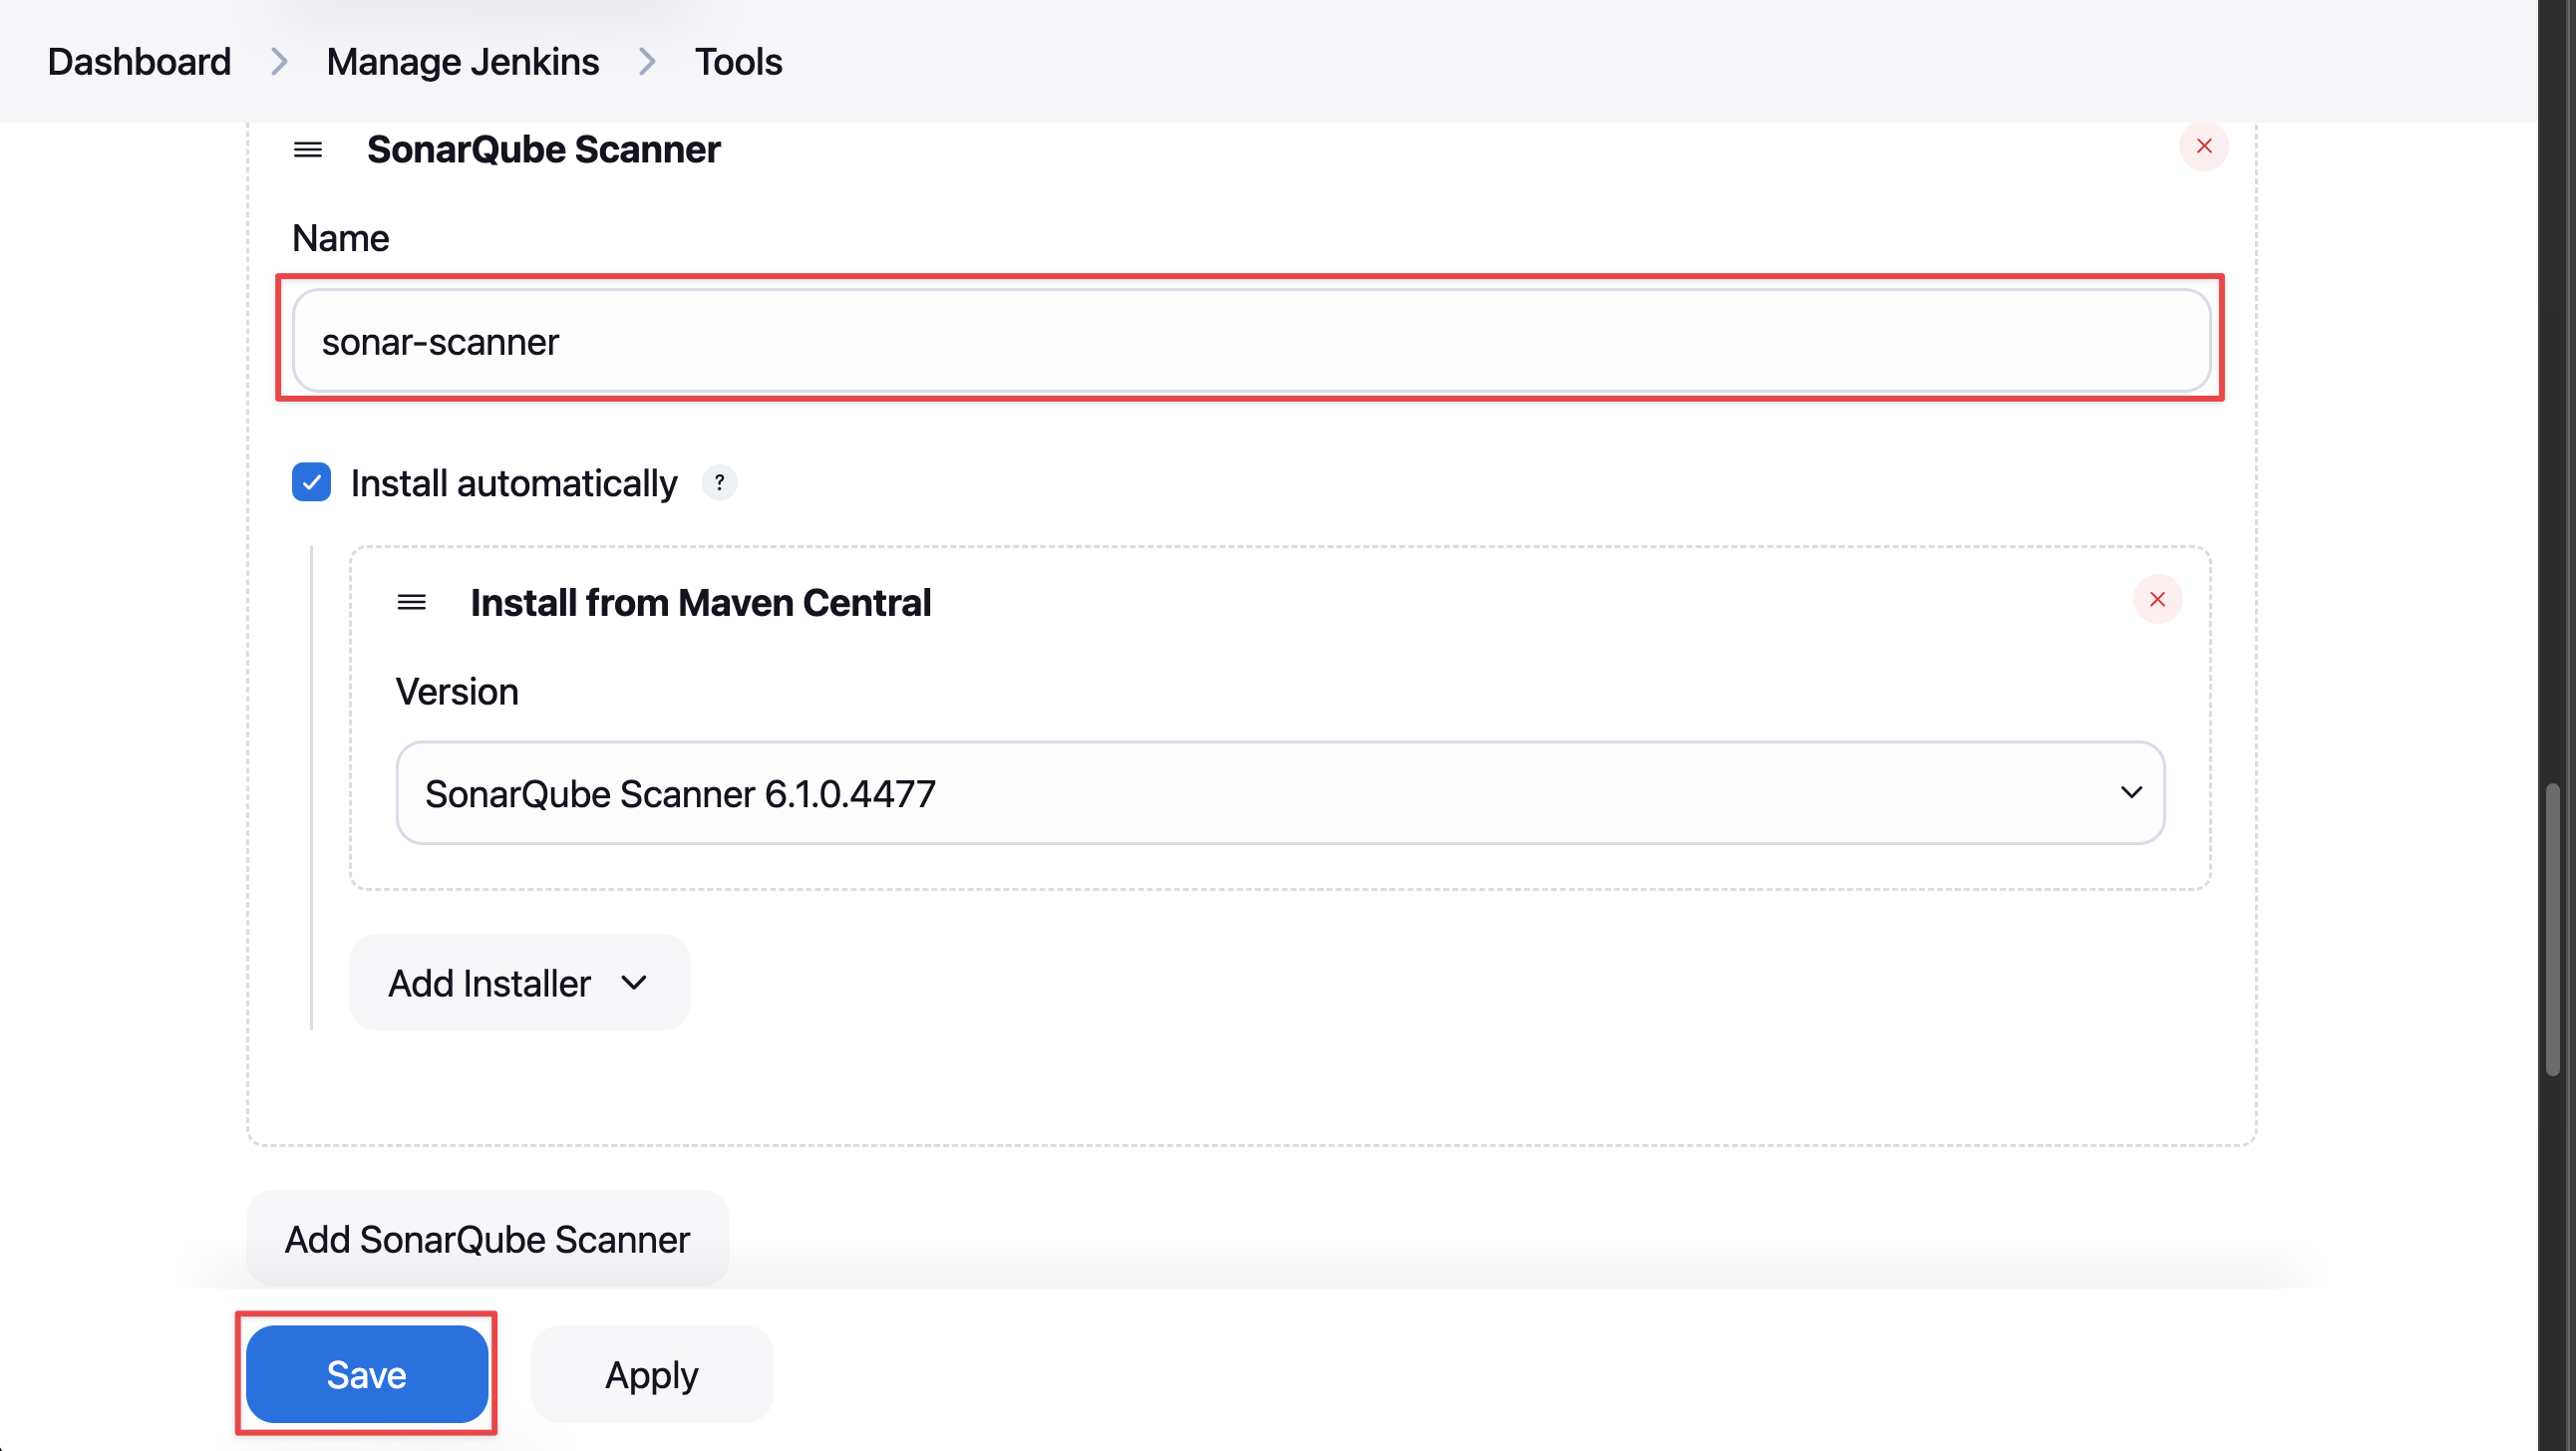 Dashboard > Manage Jenkins > Tools
SonarQube Scanner
Name
sonar-scanner
Install automatically ?
Install from Maven Central
Version
SonarQube Scanner 6.1.0.4477
Add Installer
Add SonarQube Scanner
Save Apply